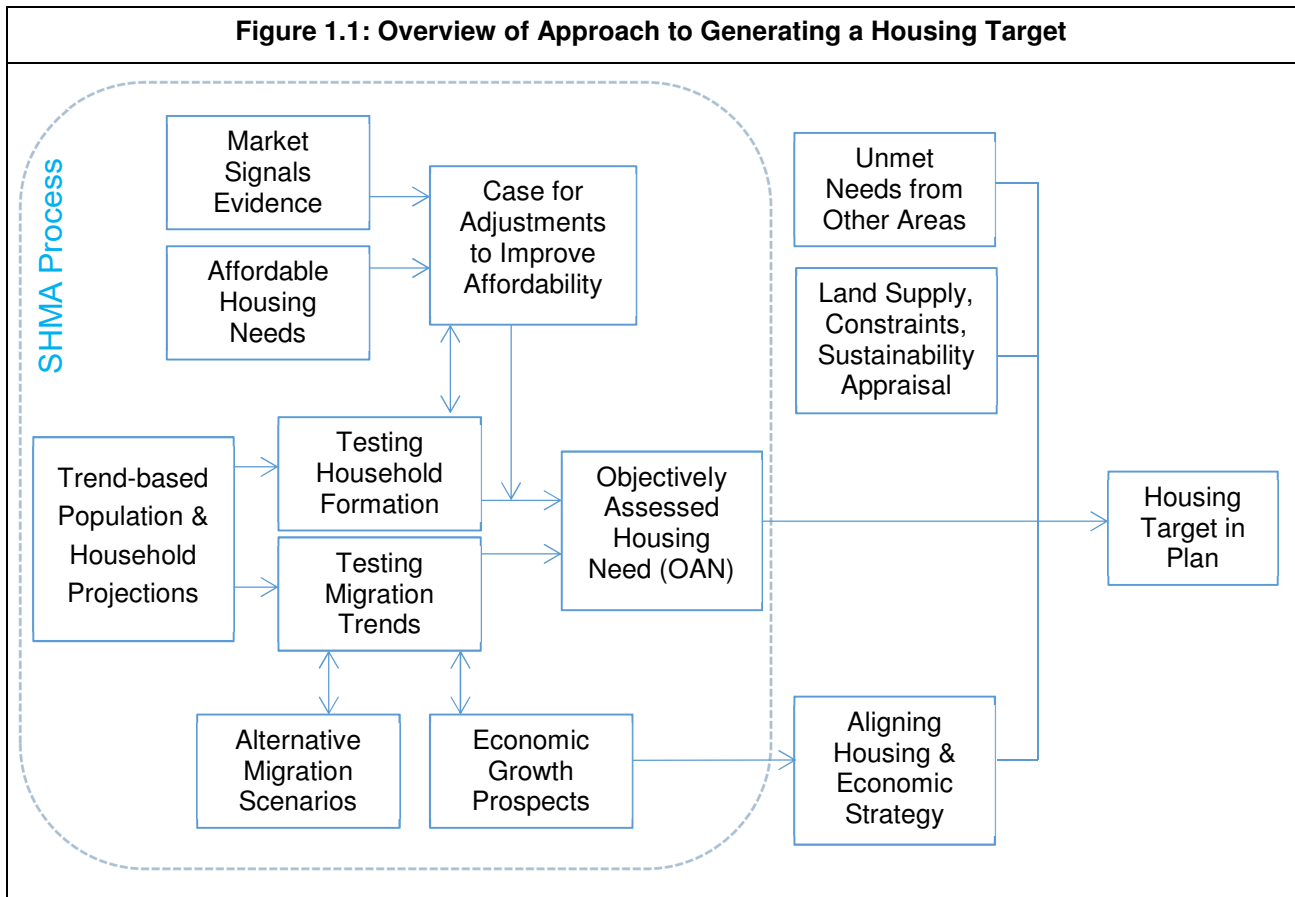 Figure 1.1: Overview of Approach to Generating a Housing Target
SHMA Process
Market
Signals
Evidence
Affordable
Housing
Needs
Case for
Adjustments
to Improve
Affordability
Unmet
Needs from
Other Areas
Land Supply,
Constraints,
Sustainability
Appraisal
Trend-based
Population &
Household
Projections
Testing
Household
Formation
Testing
Migration
Trends
Objectively
Assessed
Housing
Need (OAN)
Housing
Target in
Plan
Alternative
Migration
Scenarios
Economic
Growth
Prospects
Aligning
Housing &
Economic
Strategy